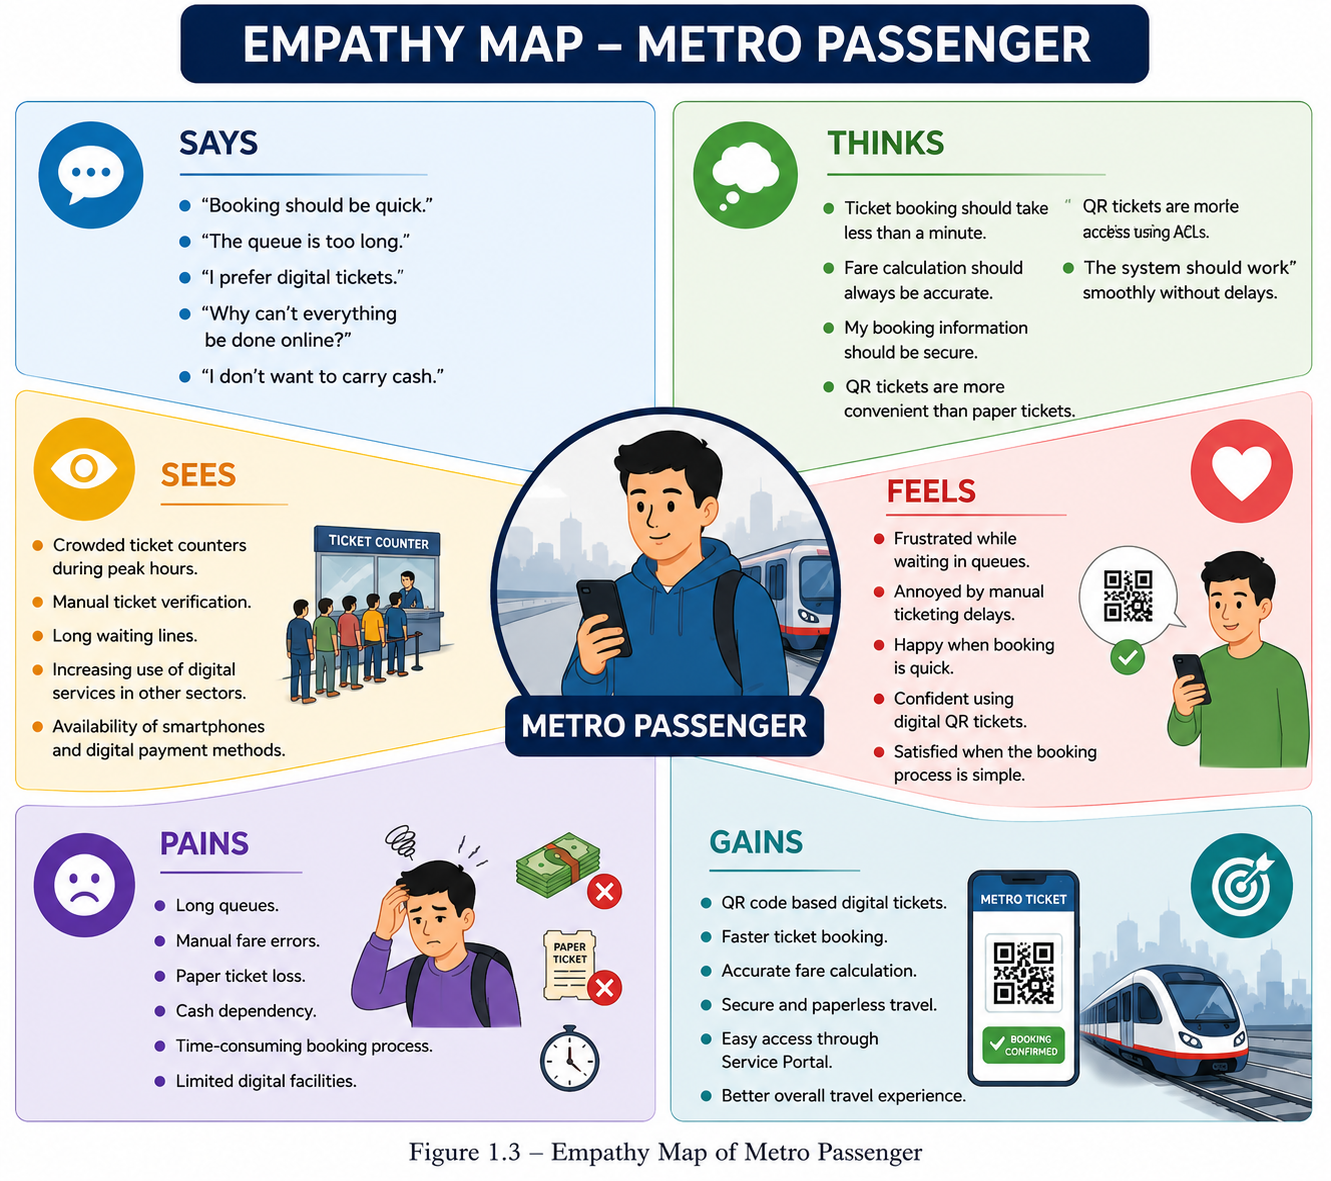 EMPATHY MAP – METRO PASSENGER
SAYS
“Booking should be quick.”
“The queue is too long.”
“I prefer digital tickets.”
“Why can’t everything
be done online?”
“I don’t want to carry cash.”
THINKS
Ticket booking should take
less than a minute.
Fare calculation should
always be accurate.
My booking information
should be secure.
QR tickets are more
convenient than paper tickets.
QR tickets are
using
The system should work”
smoothly without delays.
SEES
Crowded ticket counters
during peak hours.
Manual ticket verification.
Long waiting lines.
Increasing use of digital
services in other sectors.
Availability of smartphones
and digital payment methods.
TICKET COUNTER
METRO PASSENGER
FEELS
Frustrated while
waiting in queues.
Annoyed by manual
ticketing delays.
Happy when booking
is quick.
Confident using
digital QR tickets.
Satisfied when the booking
process is simple.
PAINS
Long queues.
Manual fare errors.
Paper ticket loss.
Cash dependency.
Time-consuming booking process.
Limited digital facilities.
PAPER
TICKET
GAINS
QR code based digital tickets.
Faster ticket booking.
Accurate fare calculation.
Secure and paperless travel.
Easy access through
Service Portal.
Better overall travel experience.
METRO TICKET
BOOKING
CONFIRMED
Figure 1.3 – Empathy Map of Metro Passenger